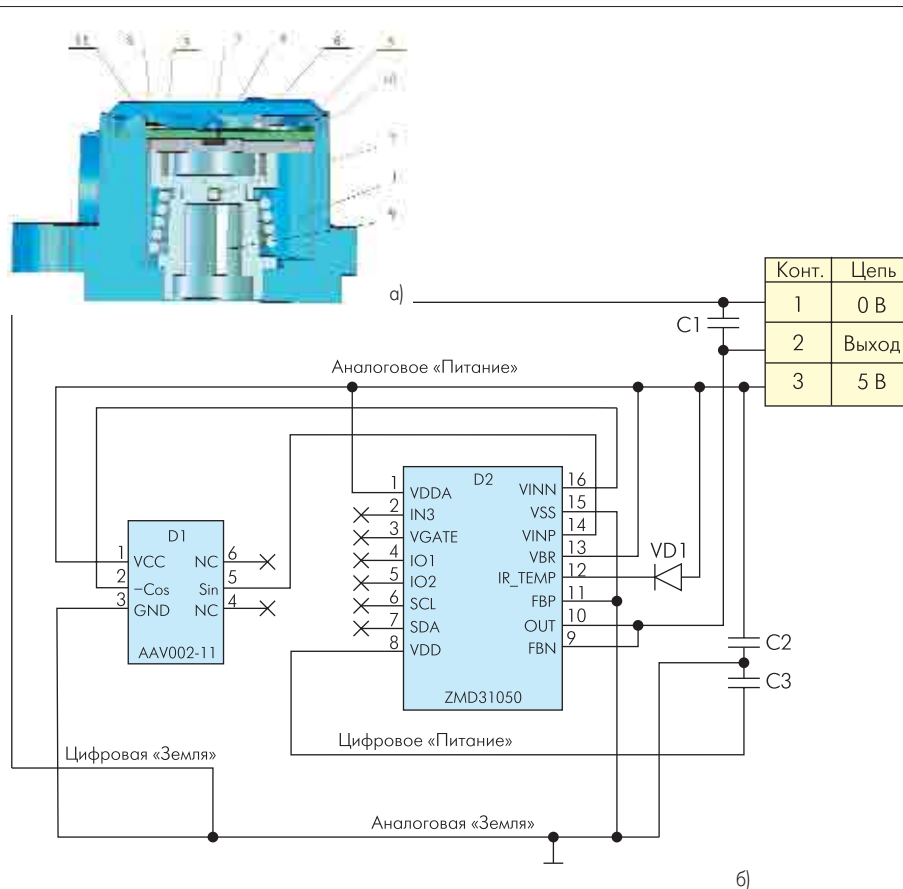 а)
Конт. Цепь
1 0 В
2 Выход
3 5 В
C1
Аналоговое «Питание»
D1
1 VCC NC 6
2 –Cos Sin 5
3 GND NC 4
AAV002-11
D2
1 VDDA VINN 16
2 IN3 VSS 15
3 VGATE VINP 14
4 IO1 VBR 13
5 IO2 IR_TEMP 12
6 SCL FBP 11
7 SDA OUT 10
8 VDD FBN 9
ZMD31050
VD1
C2
C3
Цифровое «Питание»
Цифровая «Земля»
Аналоговая «Земля»
б)